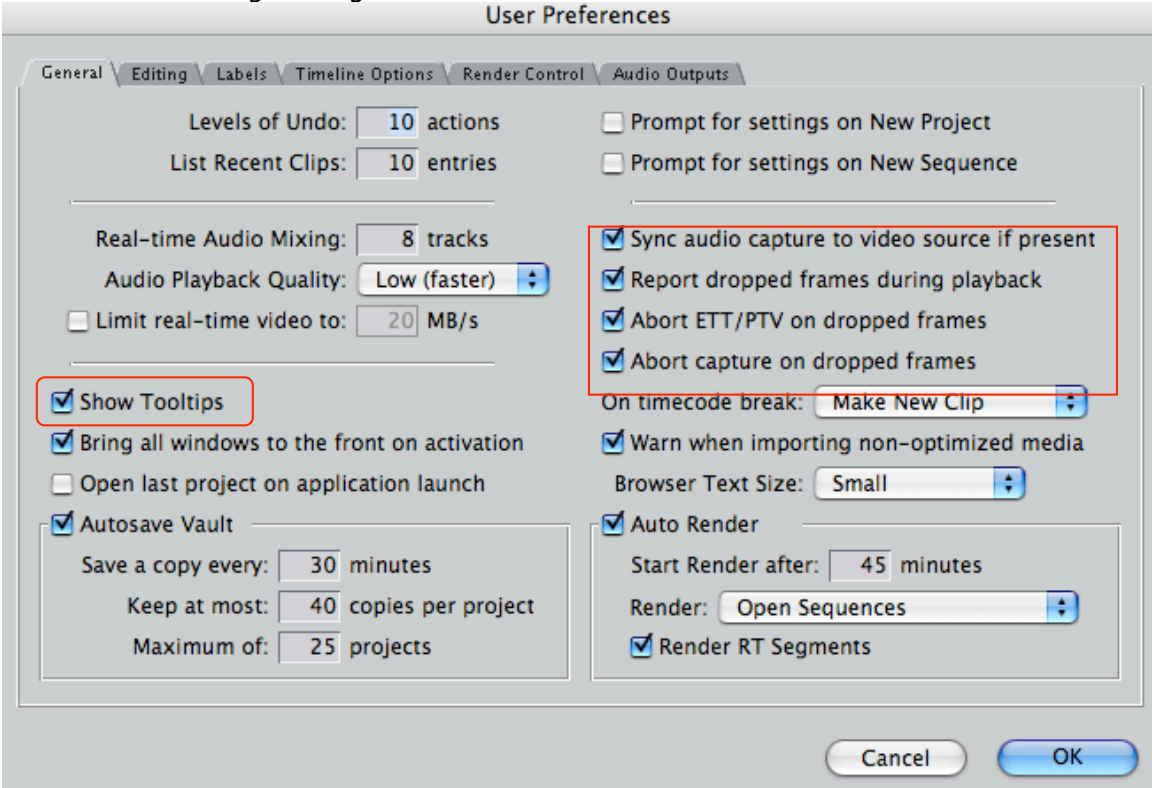 User Preferences
General Editing Labels Timeline Options Render Control Audio Outputs
Levels of Undo: 10 actions
List Recent Clips: 10 entries
Real-time Audio Mixing: 8 tracks
Audio Playback Quality: Low (faster)
Limit real-time video to: 20 MB/s
Show Tooltips
Bring all windows to the front on activation
Open last project on application launch
Autosave Vault
Save a copy every: 30 minutes
Keep at most: 40 copies per project
Maximum of: 25 projects
Prompt for settings on New Project
Prompt for settings on New Sequence
Sync audio capture to video source if present
Report dropped frames during playback
Abort ETT/PTV on dropped frames
Abort capture on dropped frames
On timecode break: Make New Clip
Warn when importing non-optimized media
Browser Text Size: Small
Auto Render
Start Render after: 45 minutes
Render: Open Sequences
Render RT Segments
Cancel OK